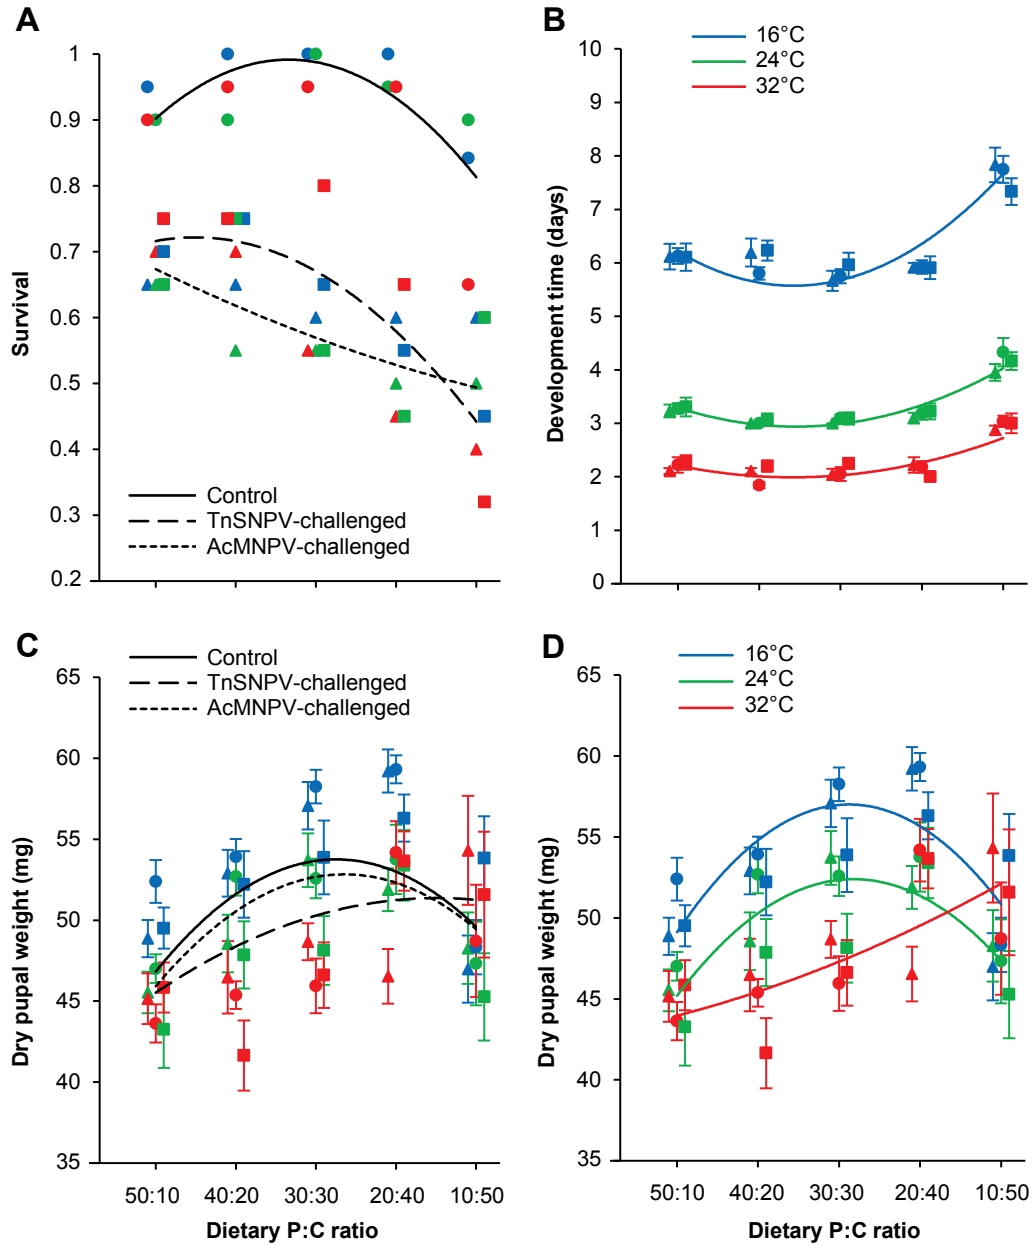 A
1
0.9
0.8
0.7
0.6
0.5
0.4
0.3
0.2
Survival
Control
TnSNPV-challenged
AcMNPV-challenged
B
16°C
24°C
32°C
10
9
8
7
6
5
4
3
2
1
0
Development time (days)
C
Control
TnSNPV-challenged
AcMNPV-challenged
65
60
55
50
45
40
35
Dry pupal weight (mg)
50:10 40:20 30:30 20:40 10:50
Dietary P:C ratio
D
16°C
24°C
32°C
65
60
55
50
45
40
35
Dry pupal weight (mg)
50:10 40:20 30:30 20:40 10:50
Dietary P:C ratio